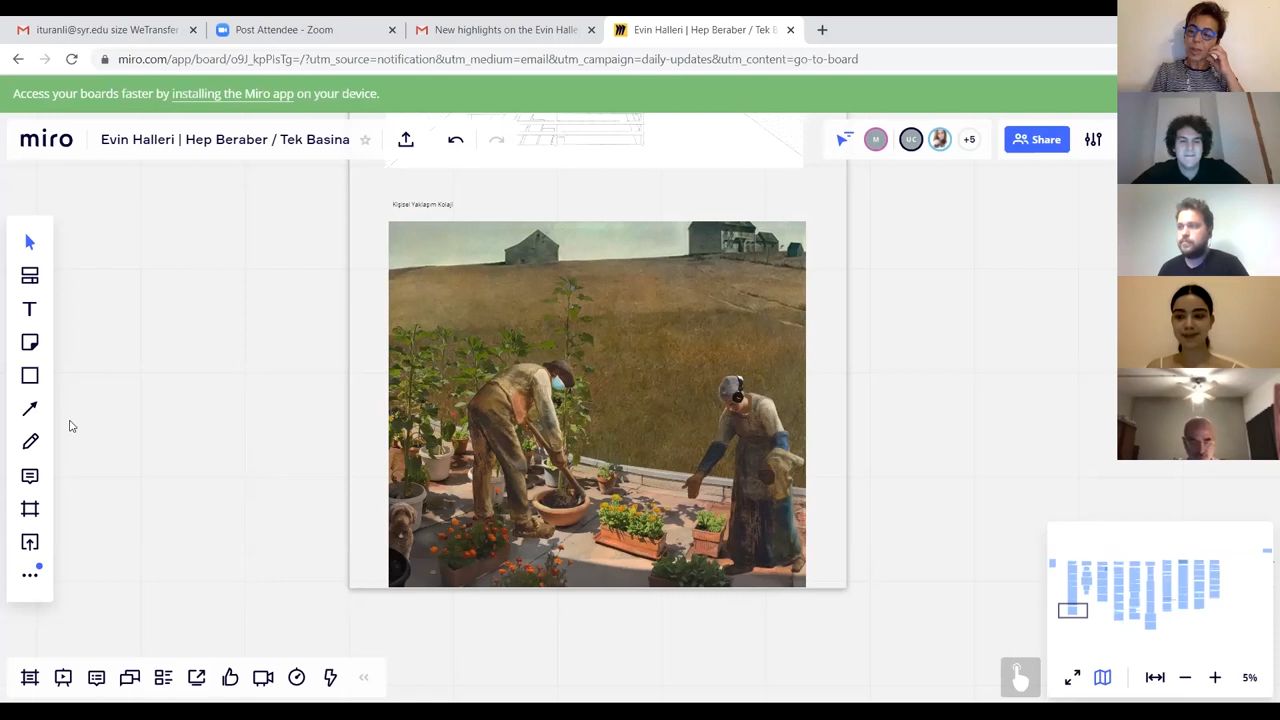 ituranli@syr.edu size WeTransfer
Post Attendee - Zoom
New highlights on the Evin Halle
Evin Halleri | Hep Beraber / Tek B
miro.com/app/board/o9J_kpPlsTg=/?utm_source=notification&utm_medium=email&utm_campaign=daily-updates&utm_content=go-to-board
Access your boards faster by installing the Miro app on your device.
miro
Evin Halleri | Hep Beraber / Tek Basina
M
UC
+5
Share
Kişisel Yaklaşım Kolajı
T
5%